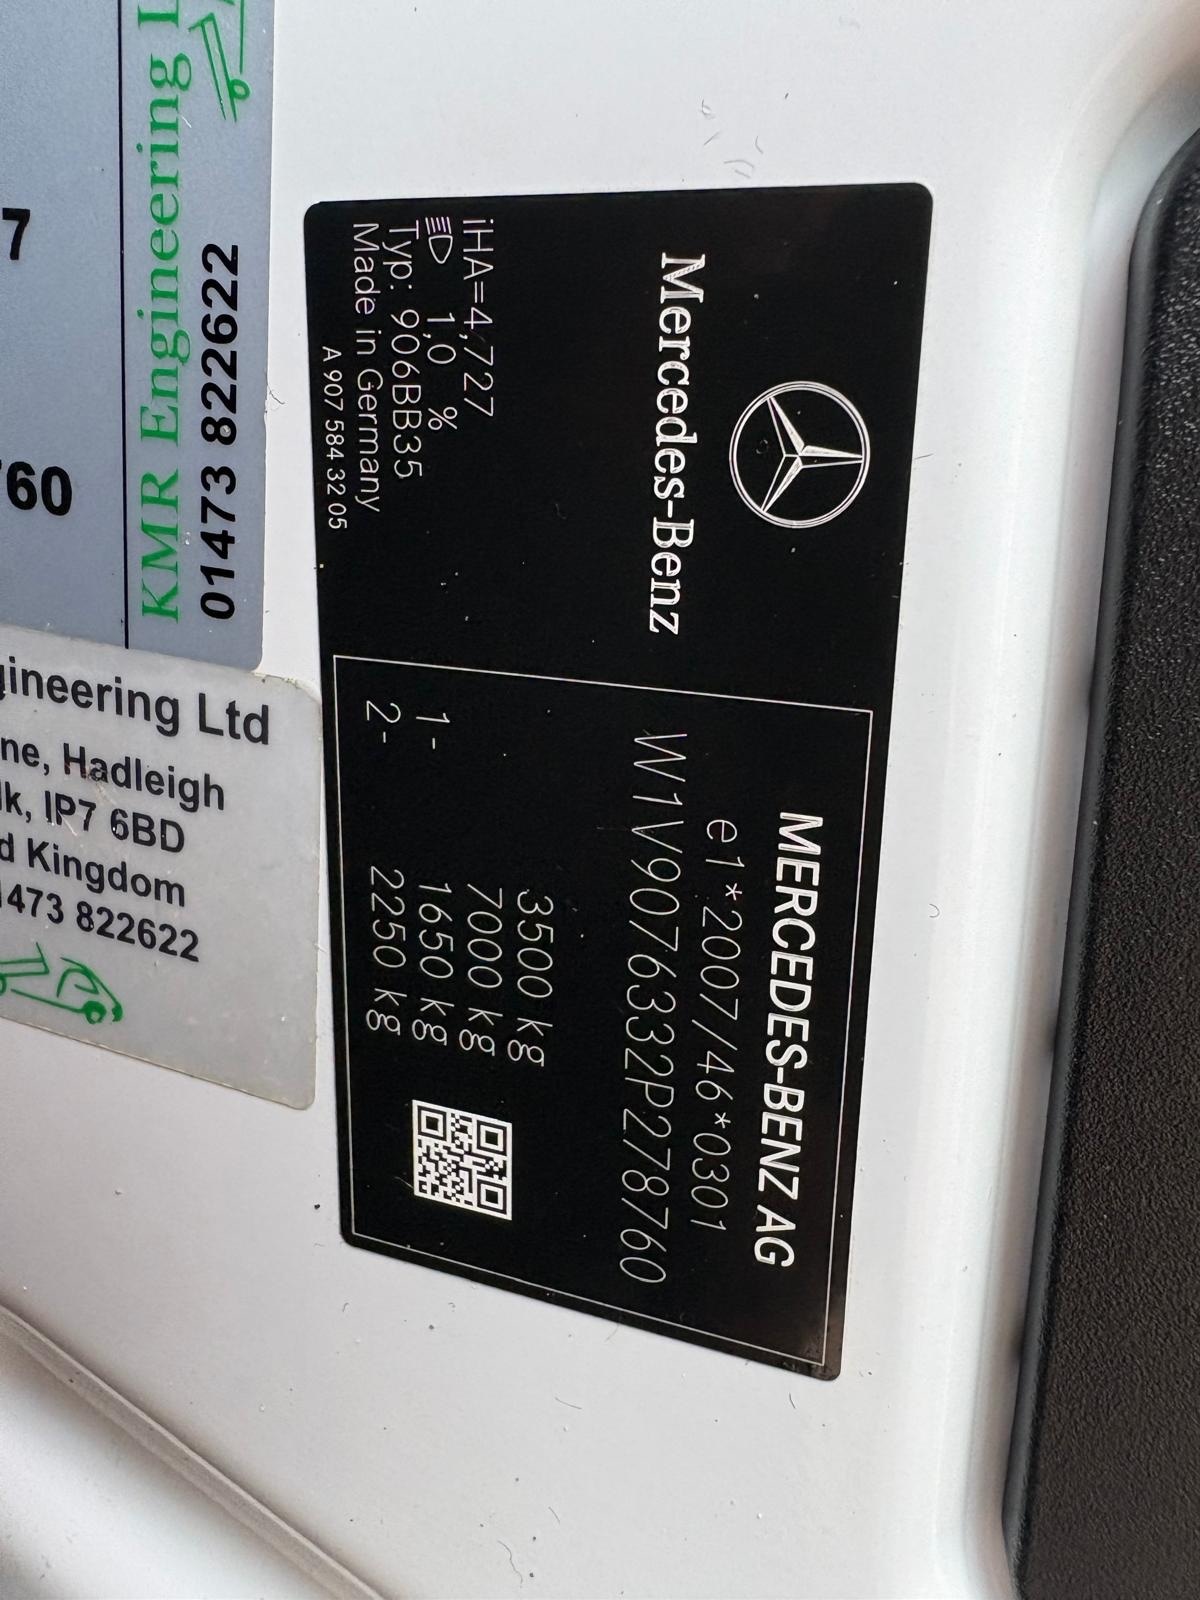 Mercedes-Benz
iHA=4,727
1,0 %
Typ: 906BB35
Made in Germany
A 907 584 32 05
MERCEDES-BENZ AG
e1*2007/46*0301
W1V9076332P278760
3500 kg
7000 kg
1- 1650 kg
2- 2250 kg
7
60
KMR Engineering L
01473 822622
gineering Ltd
ne, Hadleigh
lk, IP7 6BD
d Kingdom
1473 822622